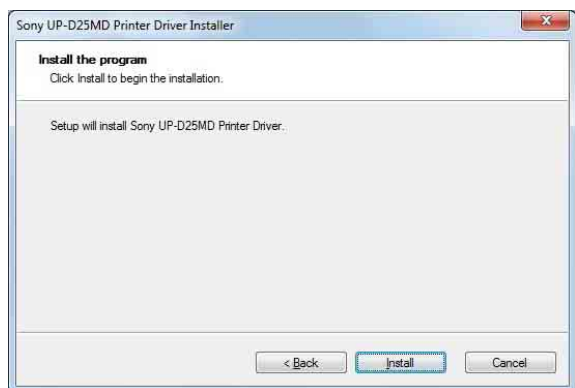 Sony UP-D25MD Printer Driver Installer
Install the program
Click Install to begin the installation.
Setup will install Sony UP-D25MD Printer Driver.
< Back
Install
Cancel